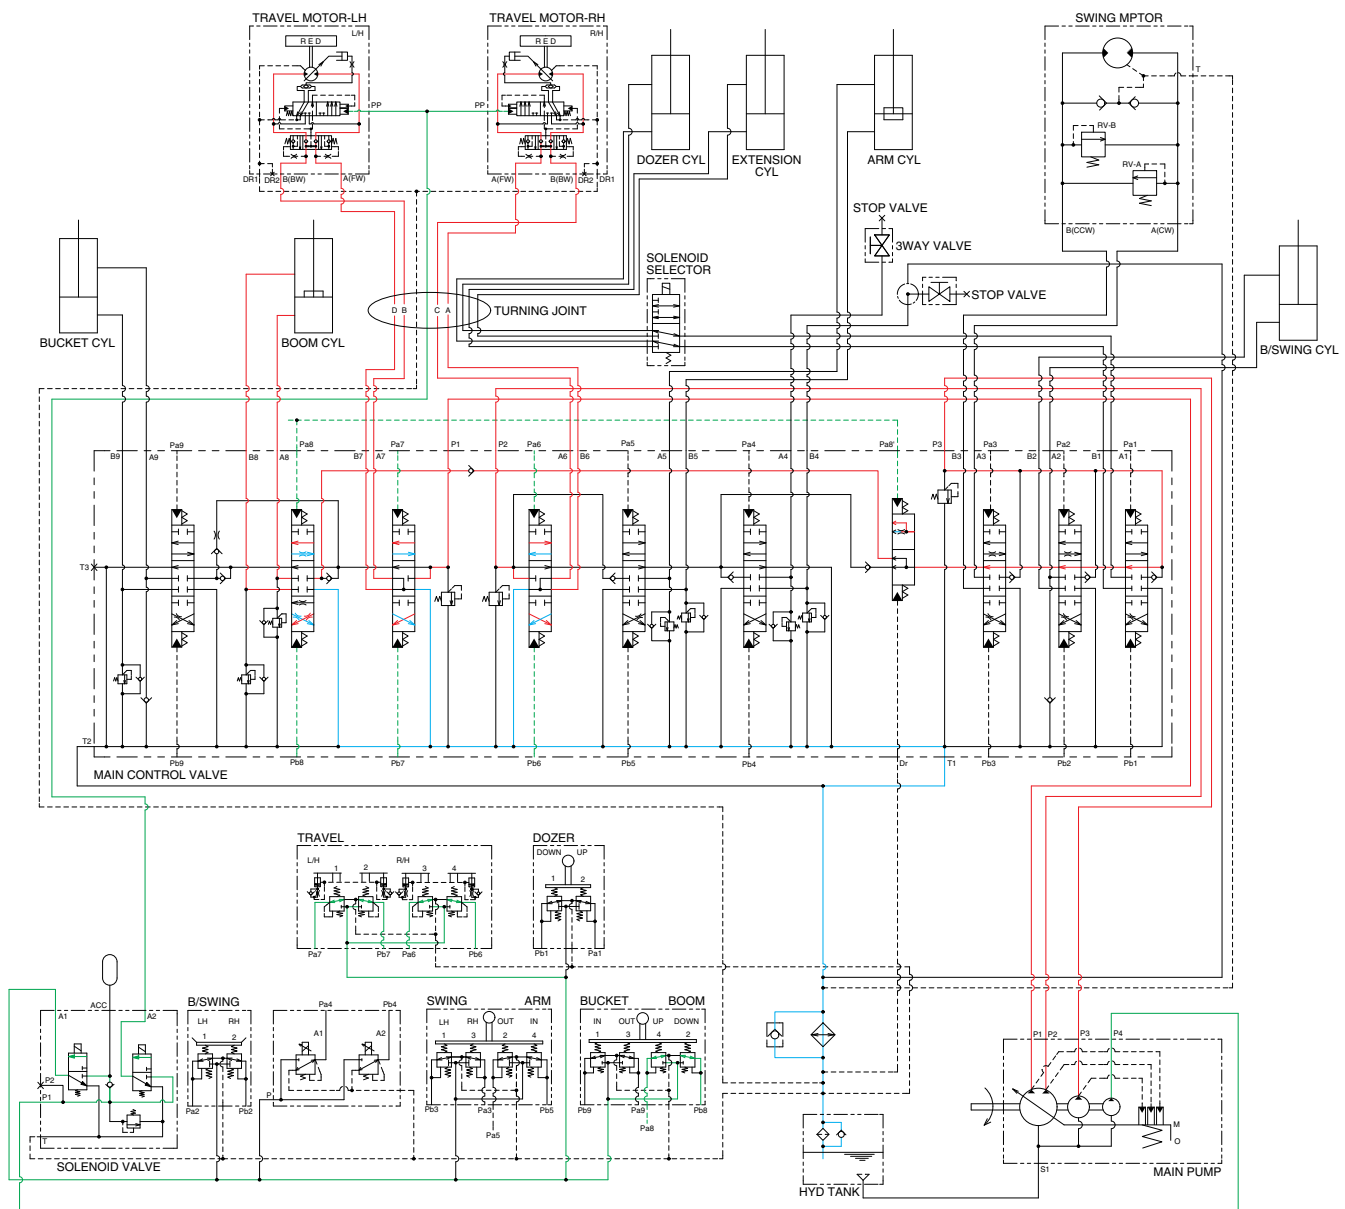 TRAVEL MOTOR-LH
TRAVEL MOTOR-RH
SWING MPTOR
L/H
R/H
R E D
R E D
PP
PP
T
RV-B
RV-A
DOZER CYL
EXTENSION
CYL
ARM CYL
DR1
DR2
B(BW)
A(FW)
A(FW)
B(BW)
DR2
DR1
STOP VALVE
3WAY VALVE
B(CCW)
A(CW)
SOLENOID
SELECTOR
STOP VALVE
D B
C A
TURNING JOINT
BUCKET CYL
BOOM CYL
B/SWING CYL
B9
A9
Pa9
B8
A8
Pa8
B7
A7
Pa7
P1
P2
Pa6
A6
B6
Pa5
A5
B5
Pa4
A4
B4
Pa8'
P3
B3
A3
Pa3
B2
A2
Pa2
B1
A1
Pa1
T3
T2
Pb9
Pb8
Pb7
Pb6
Pb5
Pb4
Dr
T1
Pb3
Pb2
Pb1
MAIN CONTROL VALVE
TRAVEL
L/H
1
2
R/H
3
4
Pa7
Pb7
Pa6
Pb6
DOZER
DOWN UP
1
2
Pb1
Pa1
ACC
A1
A2
P2
P1
T
SOLENOID VALVE
B/SWING
LH
RH
1
2
Pa2
Pb2
Pa4
Pb4
A1
A2
P
SWING
ARM
LH
RH
OUT
IN
1
3
2
4
Pb3
Pa3
Pb5
Pa5
BUCKET
BOOM
IN
OUT
UP
DOWN
1
3
4
2
Pb9
Pa9
Pb8
Pa8
HYD TANK
P1
P2
P3
P4
M
O
S1
MAIN PUMP